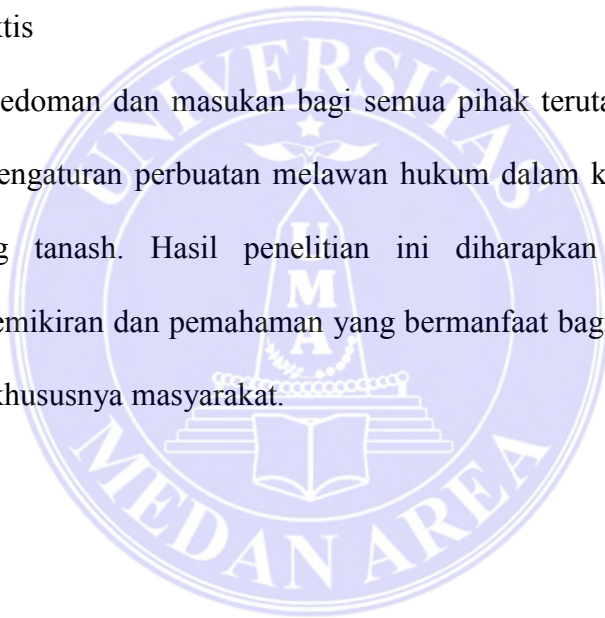 ktis
edoman dan masukan bagi semua pihak teruta
engaturan perbuatan melawan hukum dalam k
g tanash. Hasil penelitian ini diharapkan
emikiran dan pemahaman yang bermanfaat bag
khususnya masyarakat.
UNIVERSITAS
U
M
A
MEDAN AREA